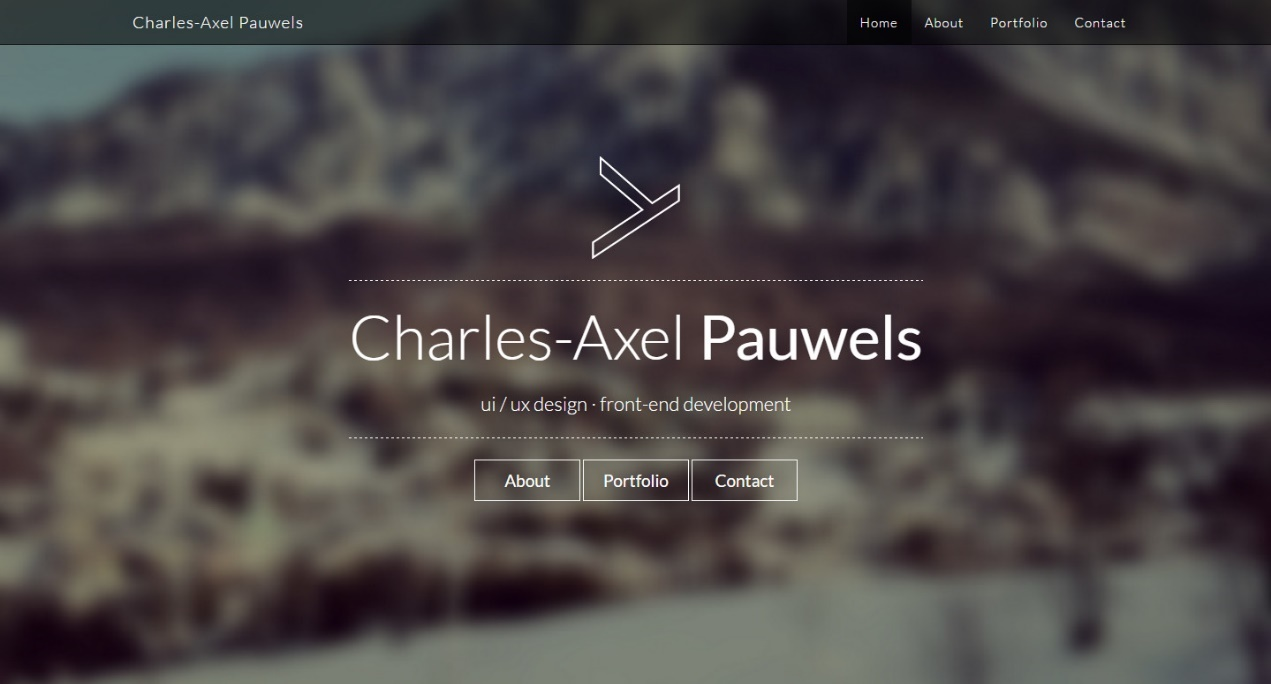 Charles-Axel Pauwels
Home About Portfolio Contact
Charles-Axel Pauwels
ui / ux design · front-end development
About Portfolio Contact